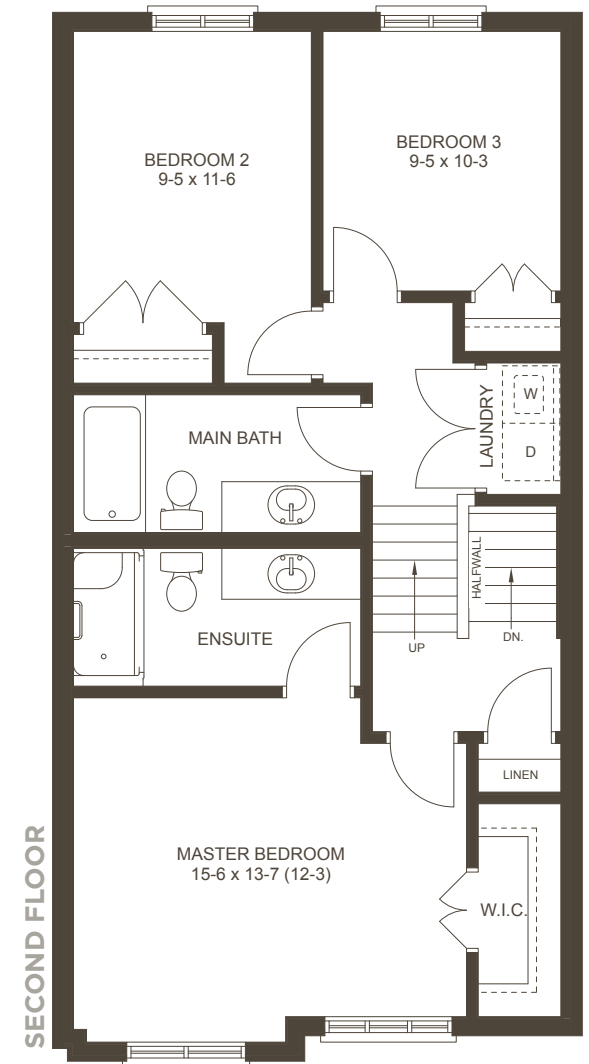 BEDROOM 2
9-5 x 11-6
BEDROOM 3
9-5 x 10-3
MAIN BATH
LAUNDRY
W
D
HALFWALL
UP
DN.
ENSUITE
LINEN
MASTER BEDROOM
15-6 x 13-7 (12-3)
W.I.C.
SECOND FLOOR